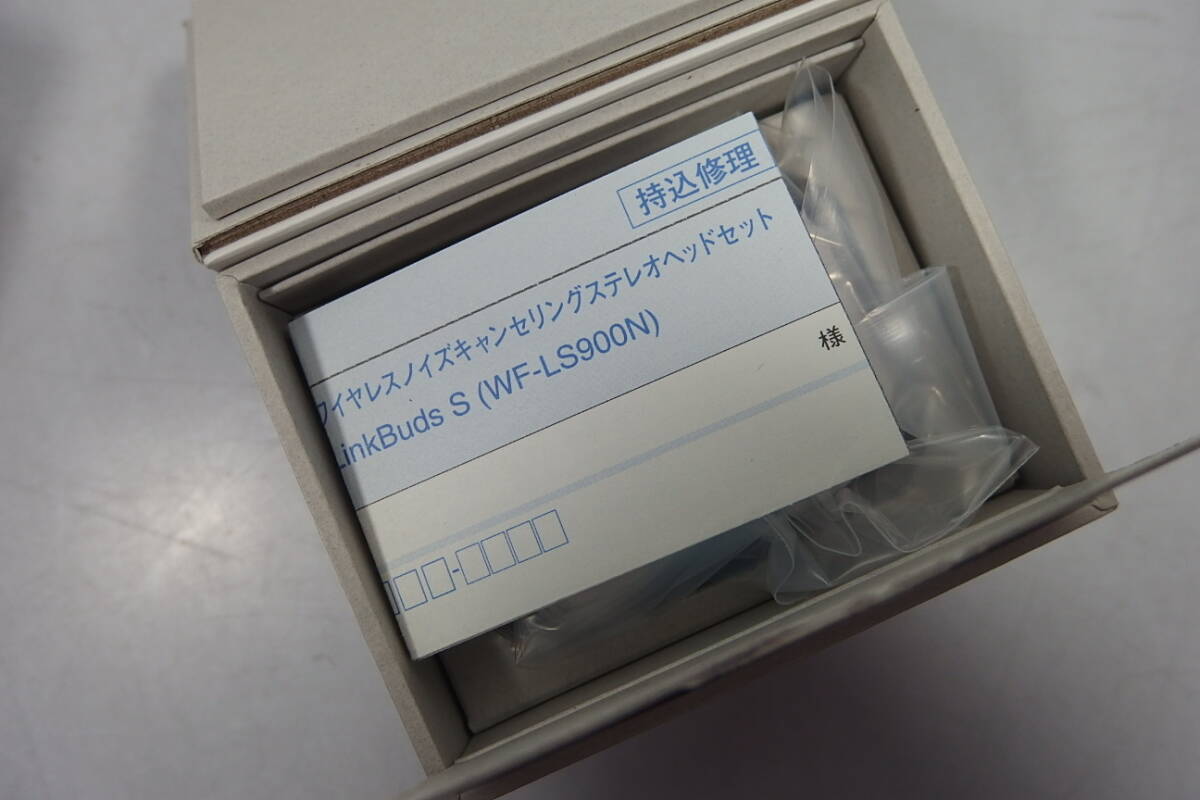 持込修理
ワイヤレスノイズキャンセリングステレオヘッドセット
LinkBuds S (WF-LS900N)
様